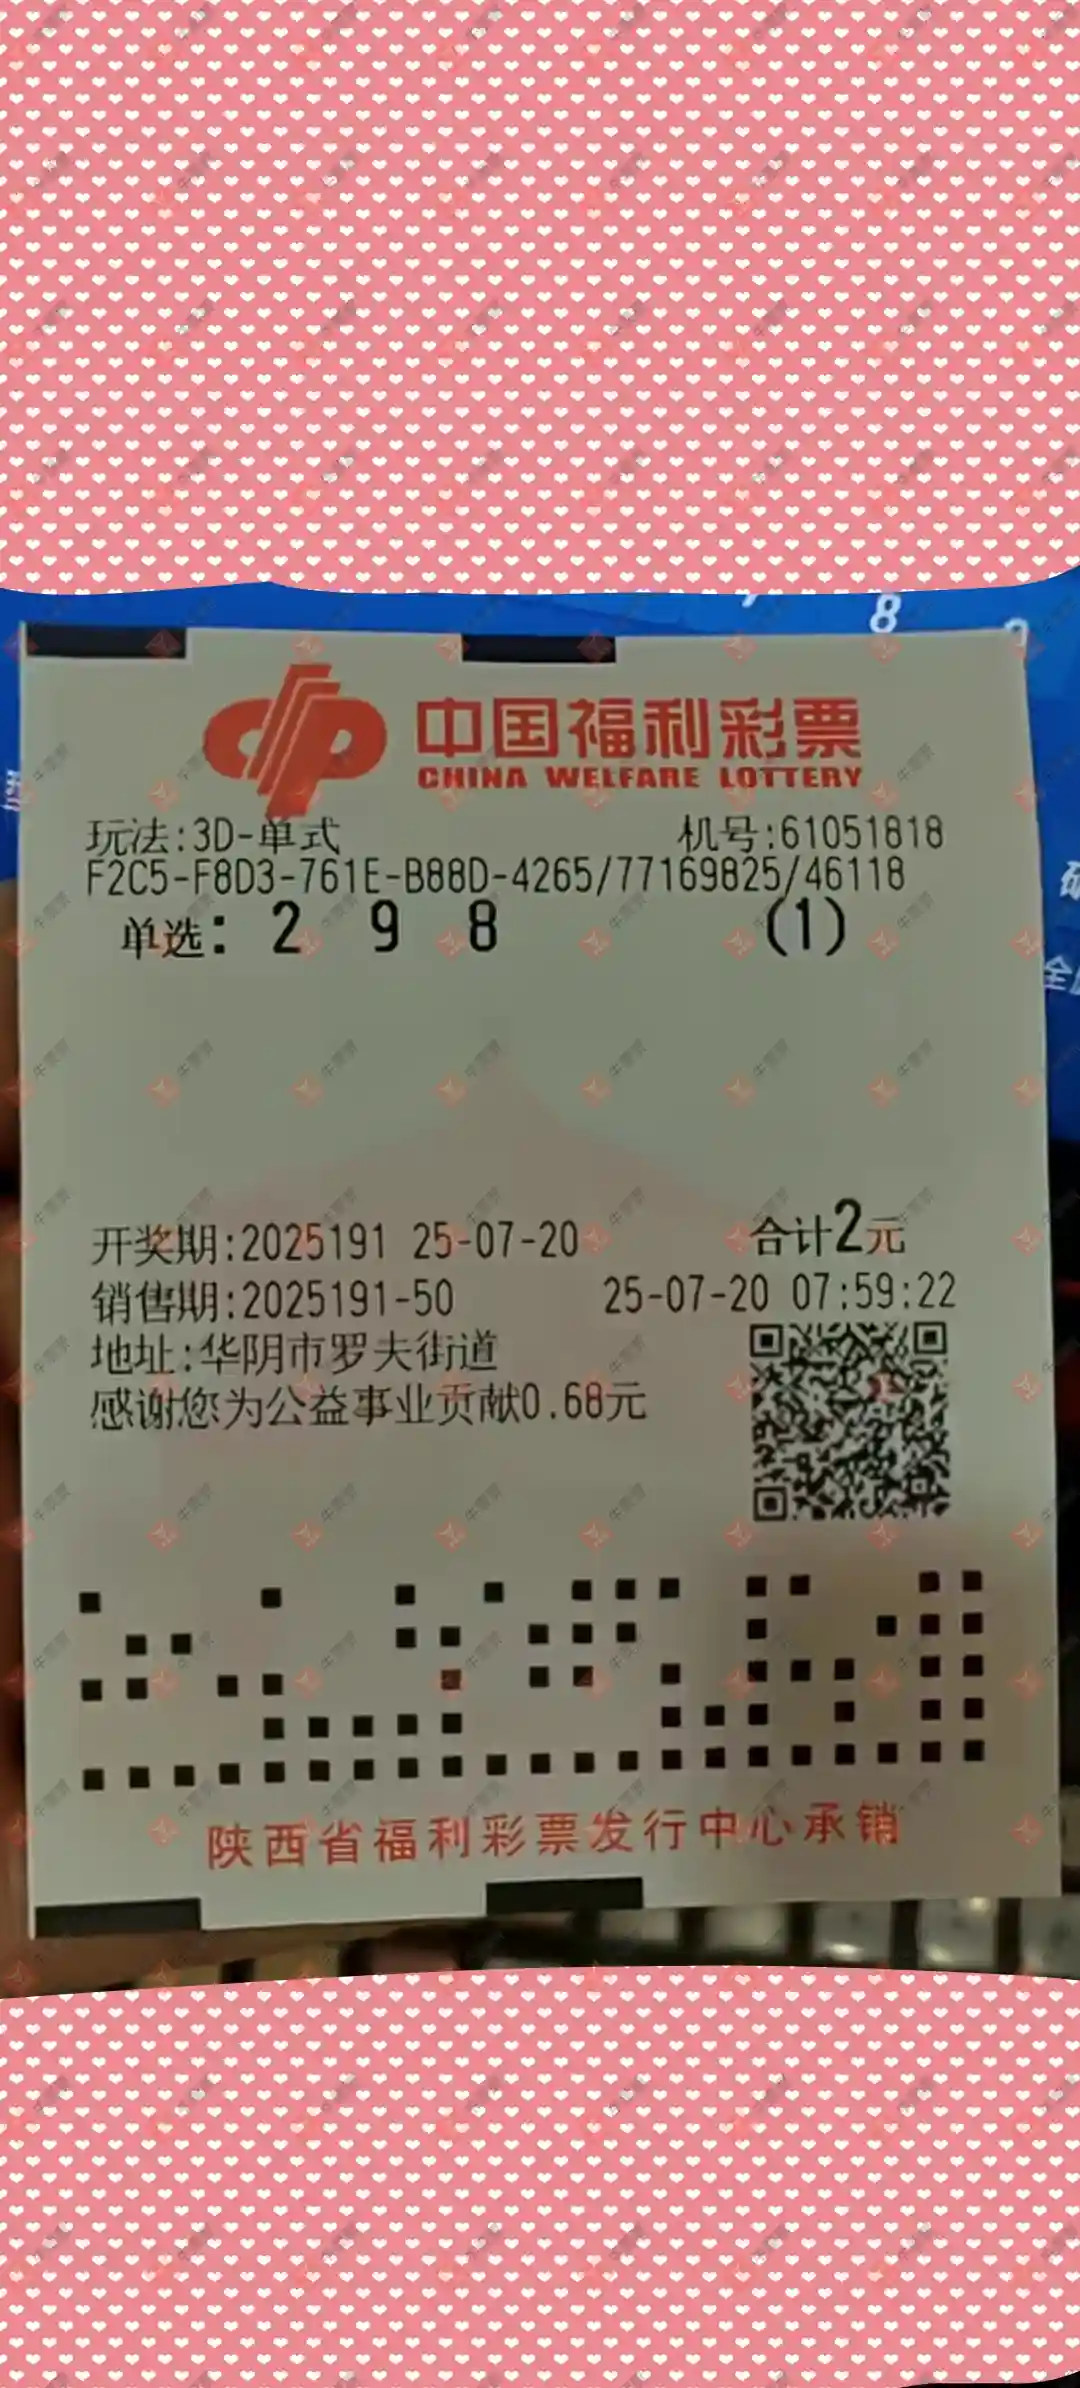 8
中国福利彩票
CHINA WELFARE LOTTERY
玩法:3D-单式 机号:61051818
F2C5-F8D3-761E-B88D-4265/77169825/46118
单选: 2 9 8 (1)
开奖期:2025191 25-07-20 合计2元
销售期:2025191-50 25-07-20 07:59:22
地址:华阴市罗夫街道
感谢您为公益事业贡献0.68元
陕西省福利彩票发行中心承销